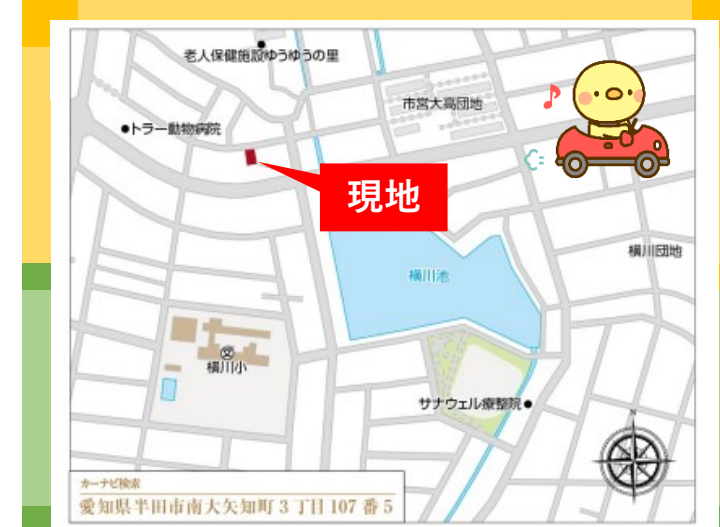 老人保健施設ゆうゆうの里
市営大高団地
トラー動物病院
現地
横川団地
横川池
文
横川小
サナウェル療整院
N
カーナビ検索
愛知県半田市南大矢知町3丁目107番5